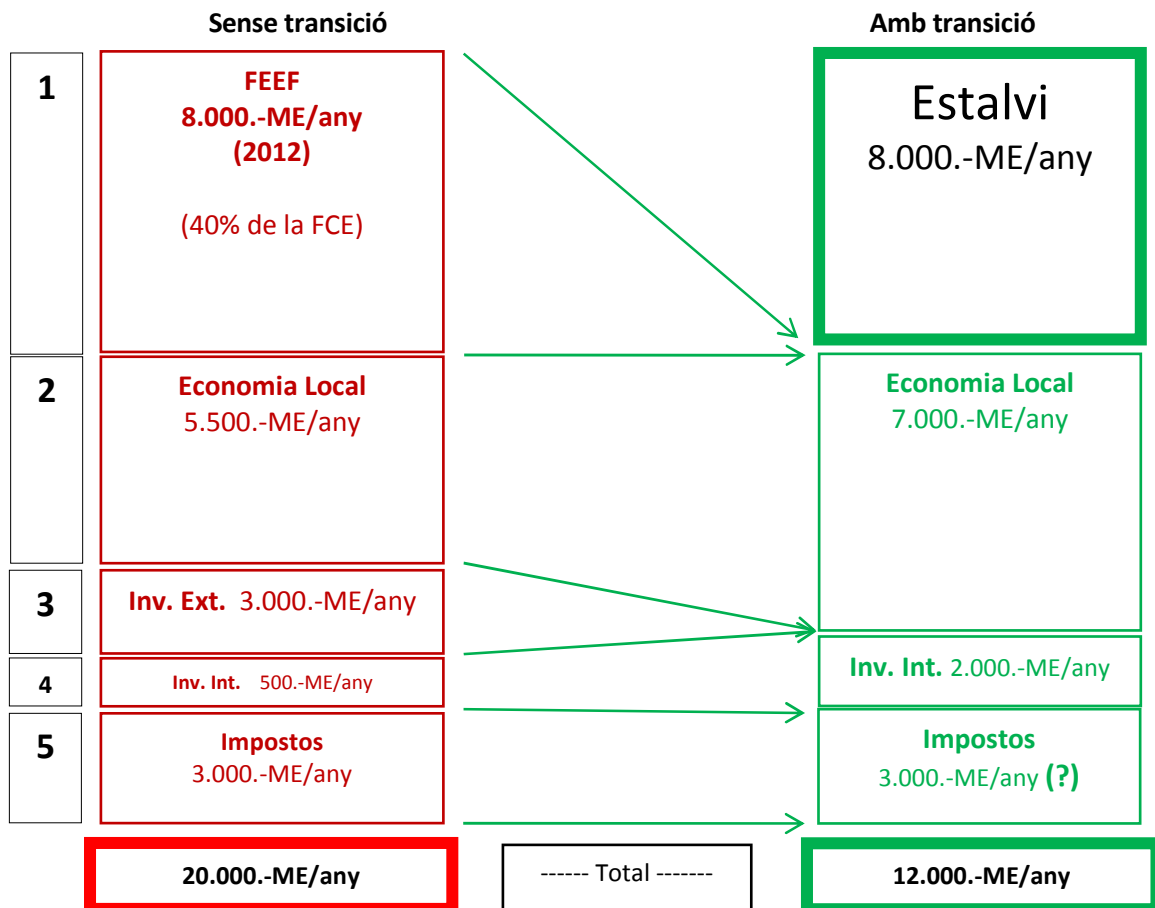 Sense transició
Amb transició
1
FEEF
8.000.-ME/any
(2012)
(40% de la FCE)
Estalvi
8.000.-ME/any
2
Economia Local
5.500.-ME/any
Economia Local
7.000.-ME/any
3
Inv. Ext. 3.000.-ME/any
4
Inv. Int. 500.-ME/any
Inv. Int. 2.000.-ME/any
5
Impostos
3.000.-ME/any
Impostos
3.000.-ME/any (?)
20.000.-ME/any
------ Total -------
12.000.-ME/any